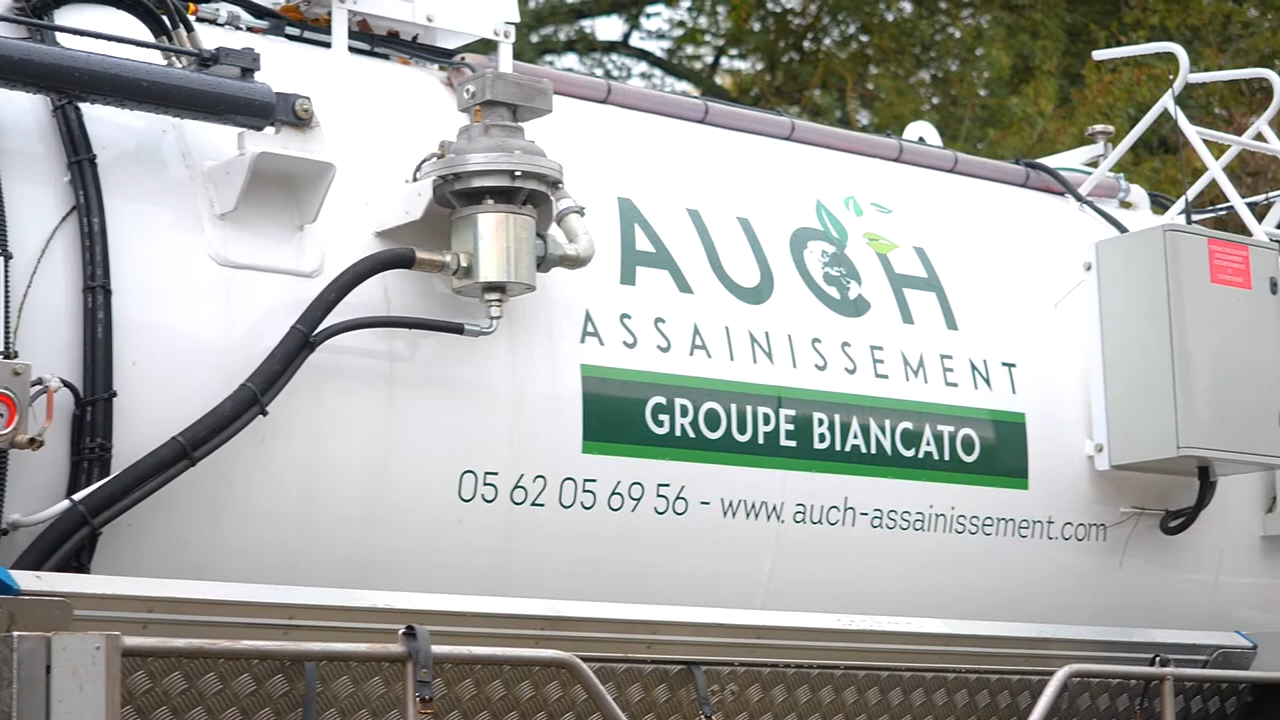 AUCH
ASSAINISSEMENT
GROUPE BIANCATO
05 62 05 69 56 - www.auch-assainissement.com